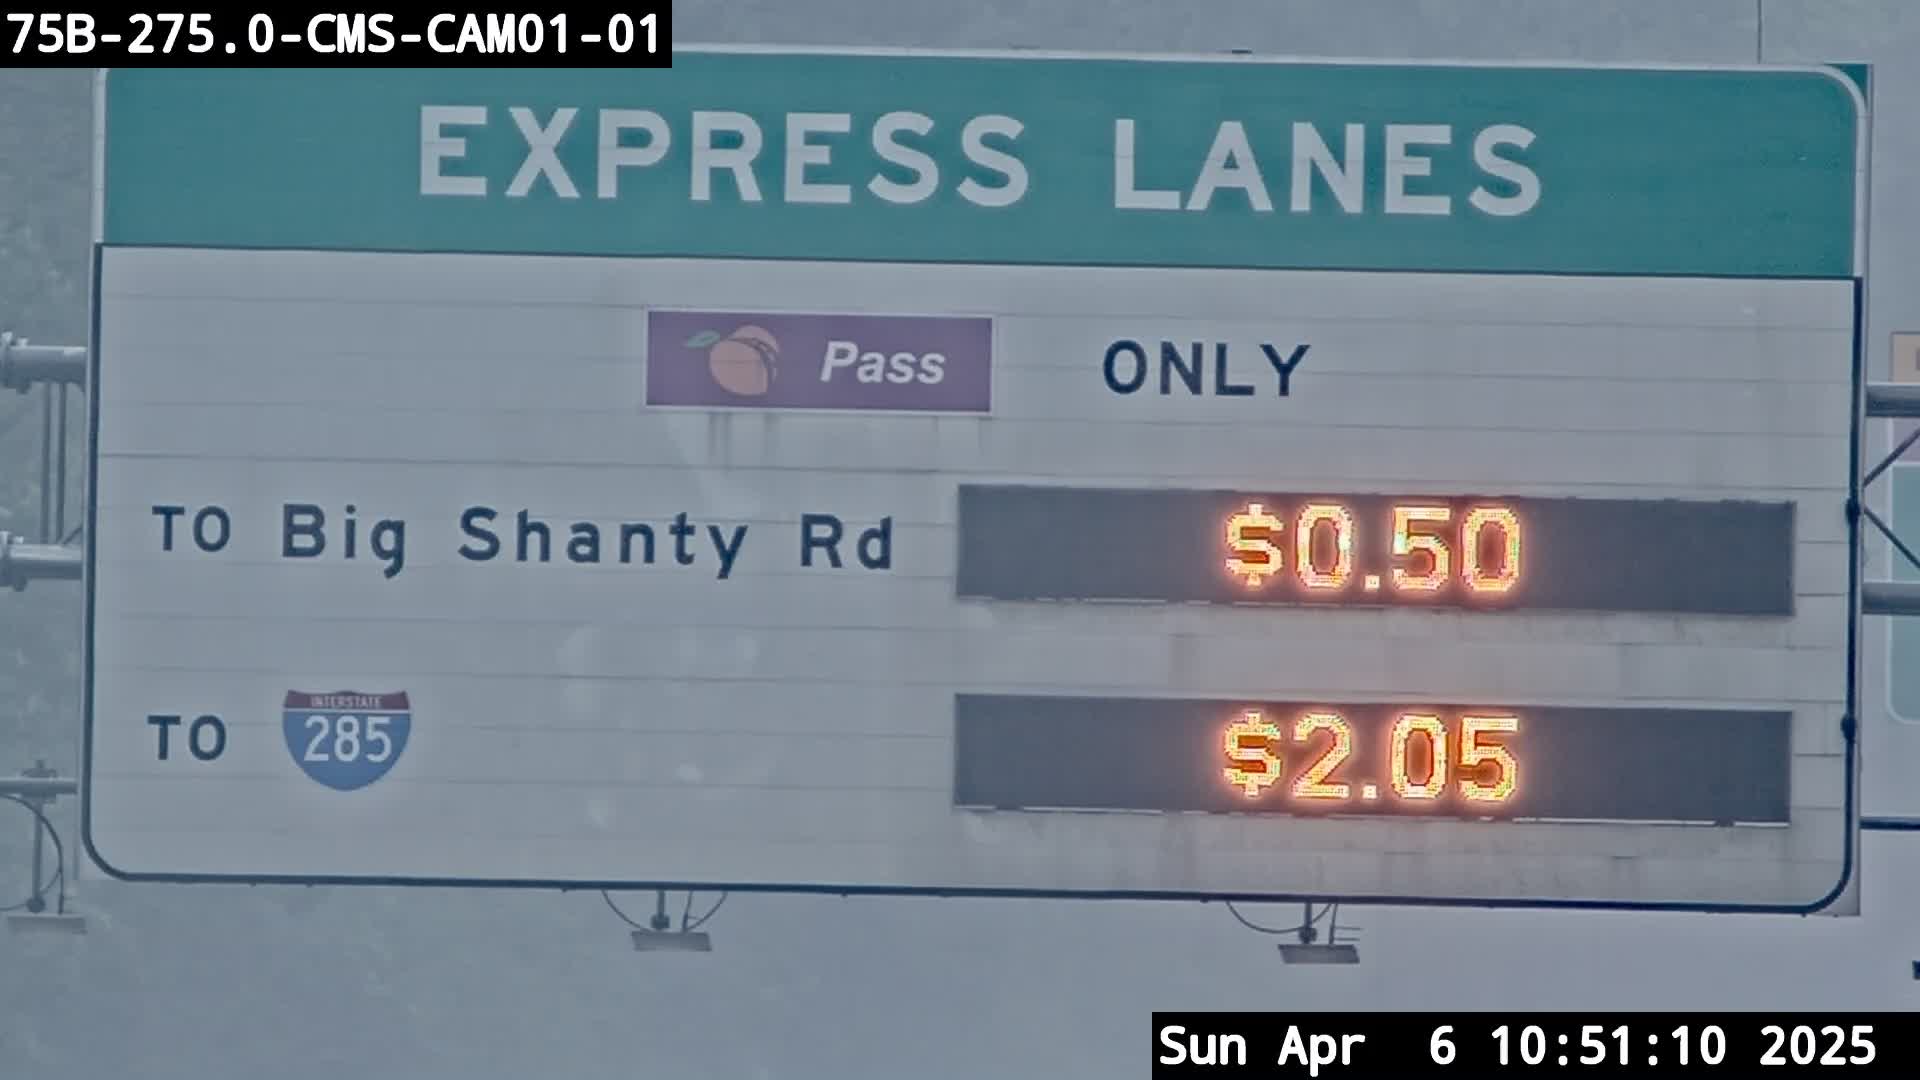 75B-275.0-CMS-CAM01-01
EXPRESS LANES
Pass ONLY
TO Big Shanty Rd $0.50
TO INTERSTATE 285 $2.05
Sun Apr 6 10:51:10 2025